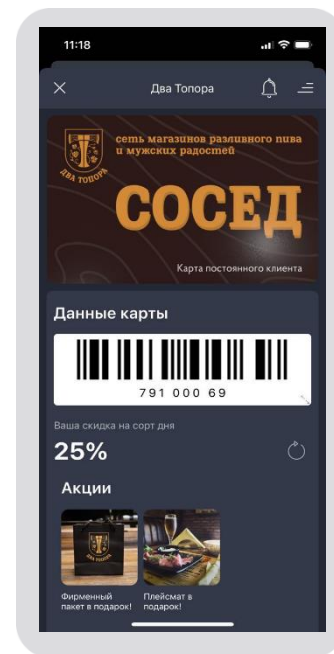 11:18
Два Топора
сеть магазинов разливного пива
и мужских радостей
ДВА ТОПОРА
СОСЕД
Карта постоянного клиента
Данные карты
791 000 69
Ваша скидка на сорт дня
25%
Акции
Фирменный
пакет в подарок!
Плейсмат в
подарок!